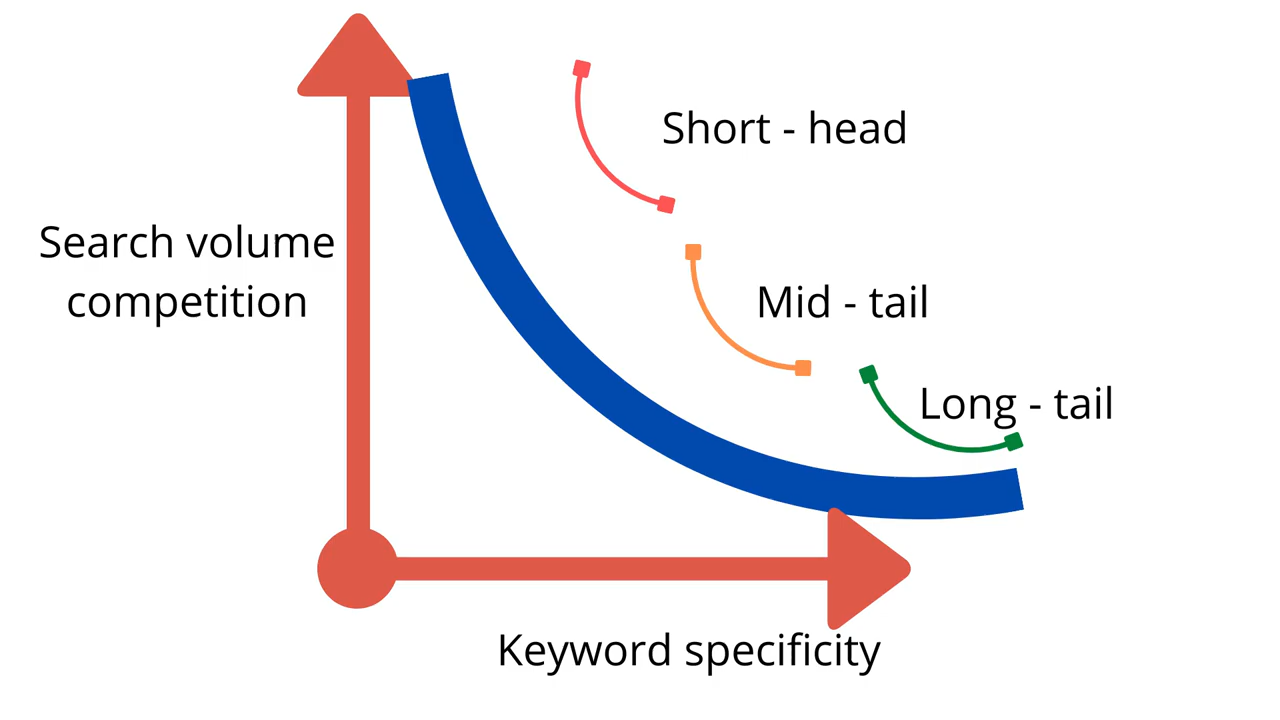 Short - head
Search volume
competition
Mid - tail
Long - tail
Keyword specificity